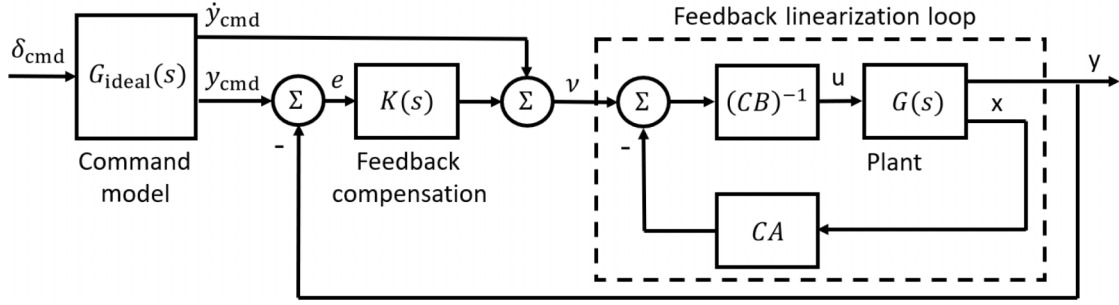 Feedback linearization loop
ẏcmd
δcmd
Gideal(s)
ycmd
Σ
e
K(s)
Σ
ν
Σ
(CB)⁻¹
u
G(s)
y
x
-
-
Command
model
Feedback
compensation
Plant
CA